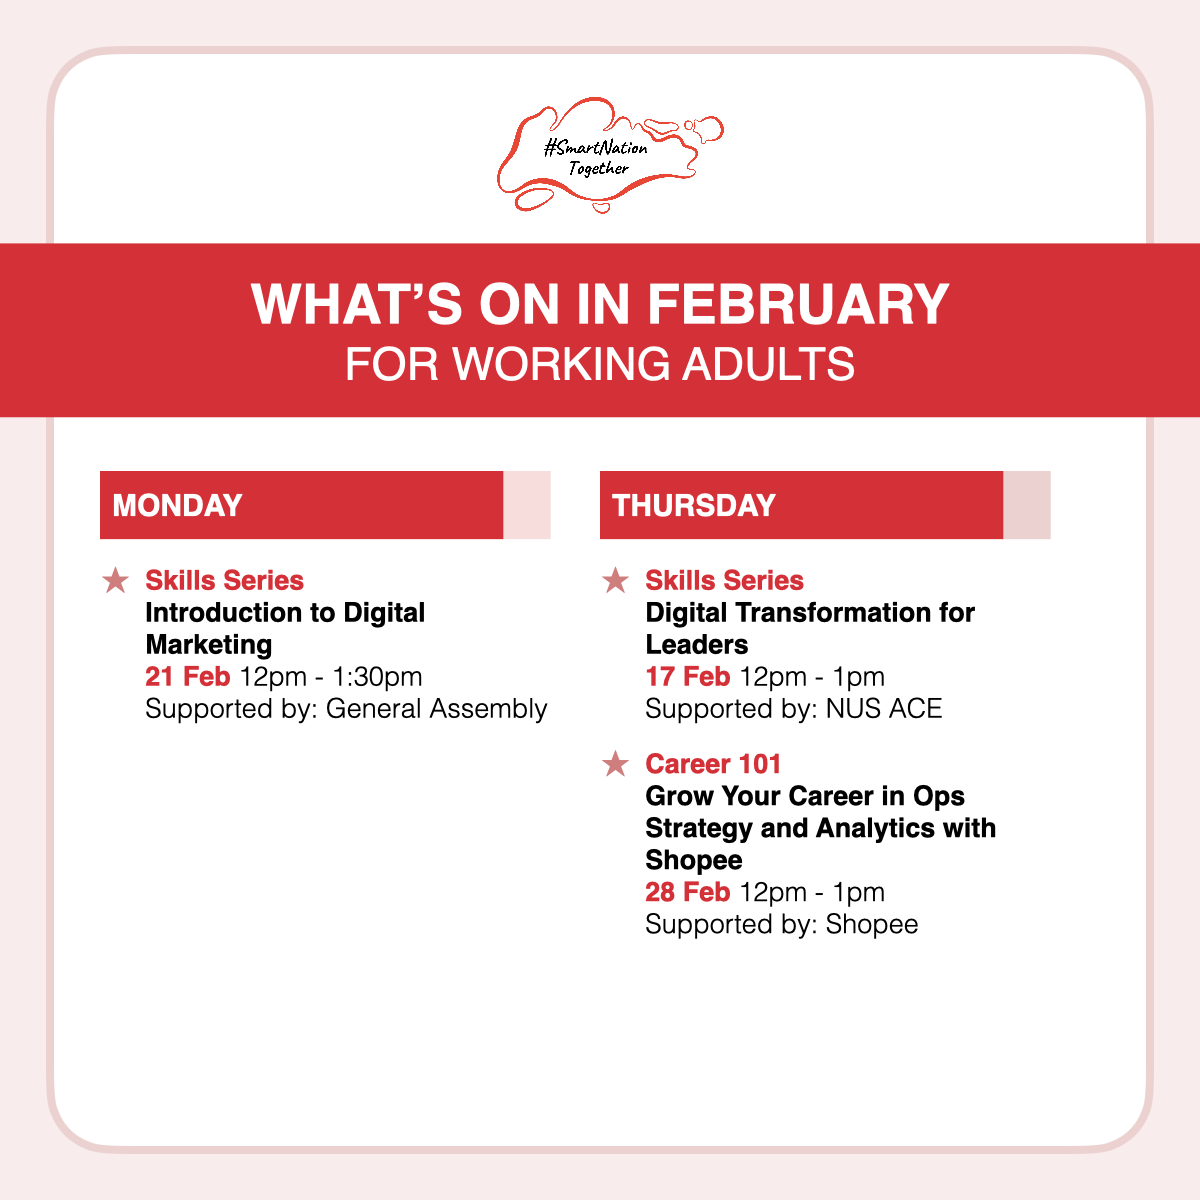 #SmartNation
Together
WHAT’S ON IN FEBRUARY
FOR WORKING ADULTS
MONDAY
Skills Series
Introduction to Digital
Marketing
21 Feb 12pm - 1:30pm
Supported by: General Assembly
THURSDAY
Skills Series
Digital Transformation for
Leaders
17 Feb 12pm - 1pm
Supported by: NUS ACE
Career 101
Grow Your Career in Ops
Strategy and Analytics with
Shopee
28 Feb 12pm - 1pm
Supported by: Shopee